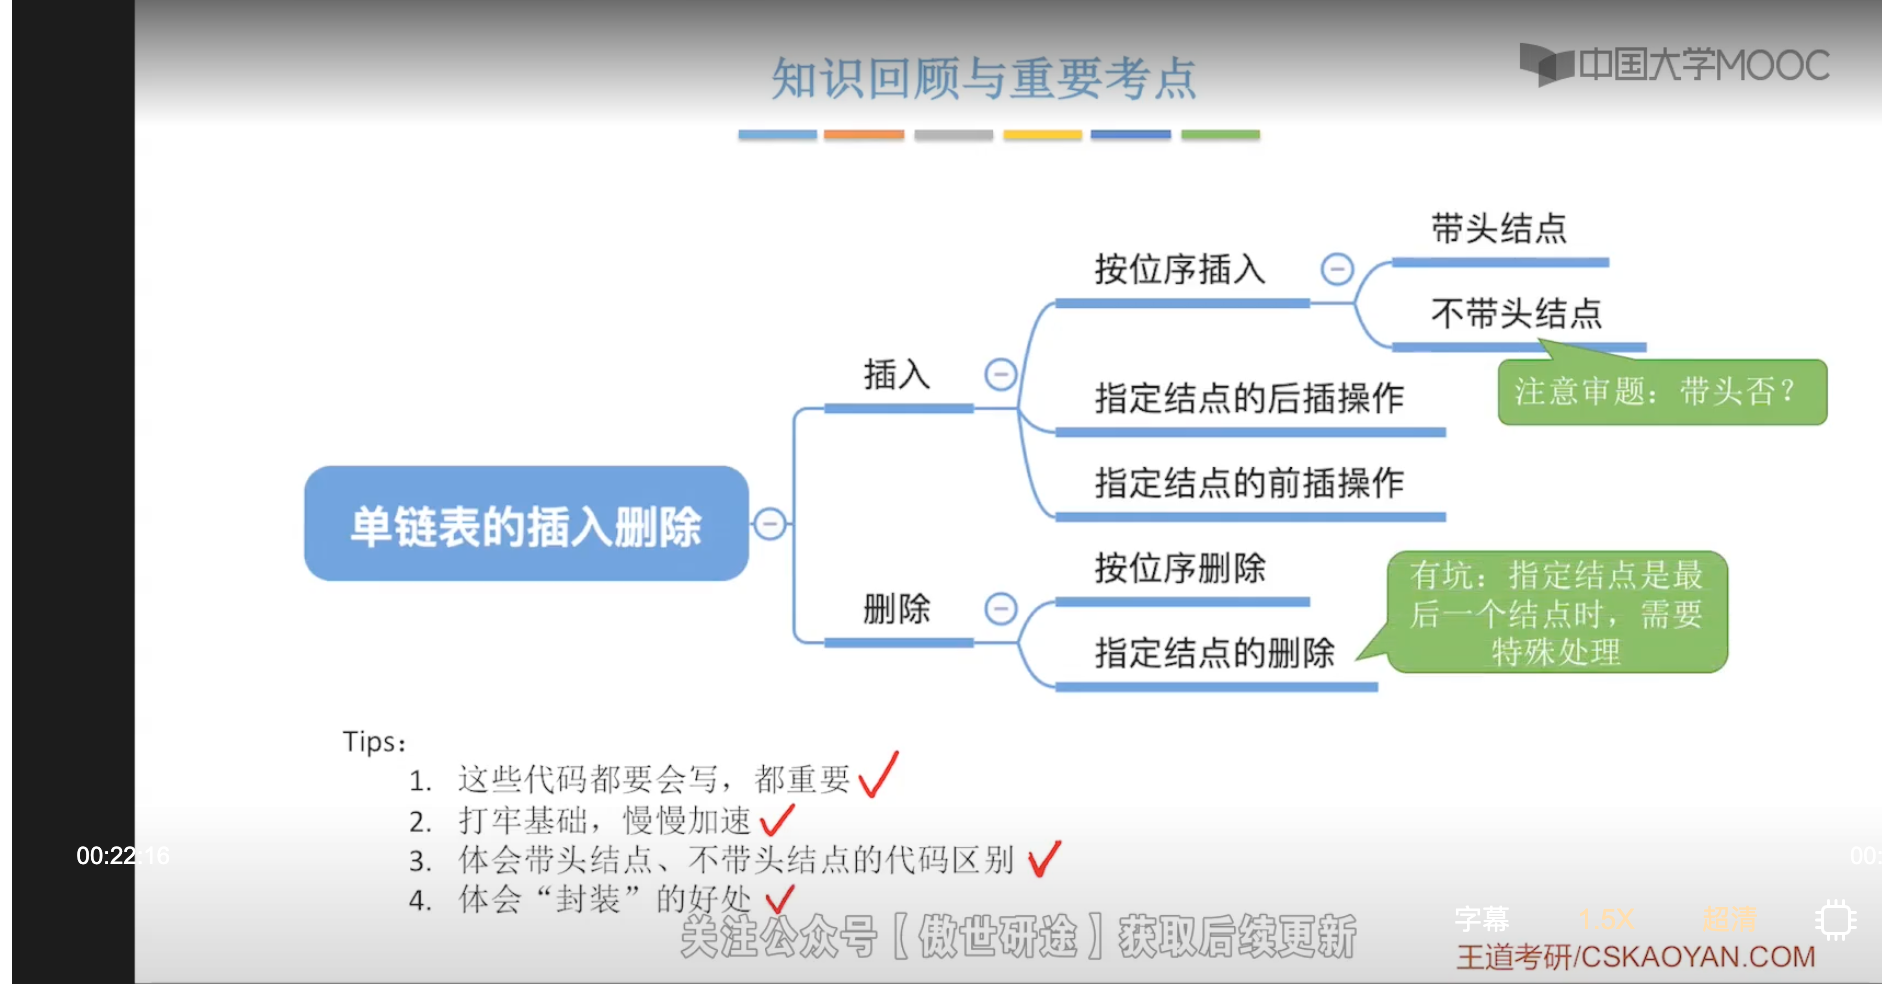 知识回顾与重要考点
中国大学MOOC
带头结点
按位序插入
不带头结点
插入
注意审题：带头否？
指定结点的后插操作
指定结点的前插操作
单链表的插入删除
按位序删除
有坑：指定结点是最
后一个结点时，需要
特殊处理
删除
指定结点的删除
Tips：
1. 这些代码都要会写，都重要
2. 打牢基础，慢慢加速
00:22:16
00:
3. 体会带头结点、不带头结点的代码区别
4. 体会“封装”的好处
关注公众号【傲世研途】获取后续更新
字幕 1.5X 超清
王道考研/CSKAOYAN.COM